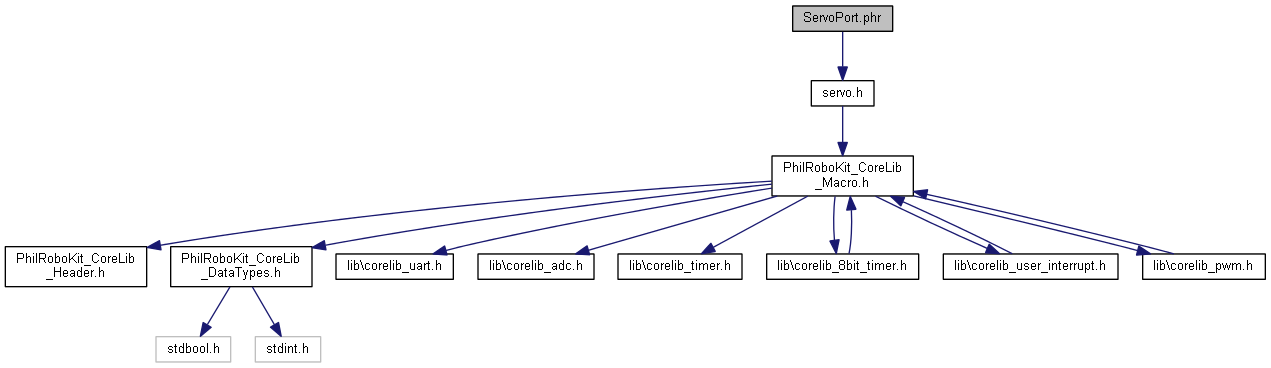 ServoPort.phr
servo.h
PhilRoboKit_CoreLib
_Macro.h
PhilRoboKit_CoreLib
_Header.h
PhilRoboKit_CoreLib
_DataTypes.h
lib\corelib_uart.h
lib\corelib_adc.h
lib\corelib_timer.h
lib\corelib_8bit_timer.h
lib\corelib_user_interrupt.h
lib\corelib_pwm.h
stdbool.h
stdint.h